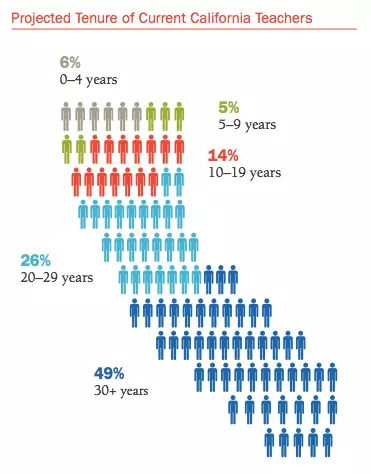 Projected Tenure of Current California Teachers
6%
0–4 years
5%
5–9 years
14%
10–19 years
26%
20–29 years
49%
30+ years